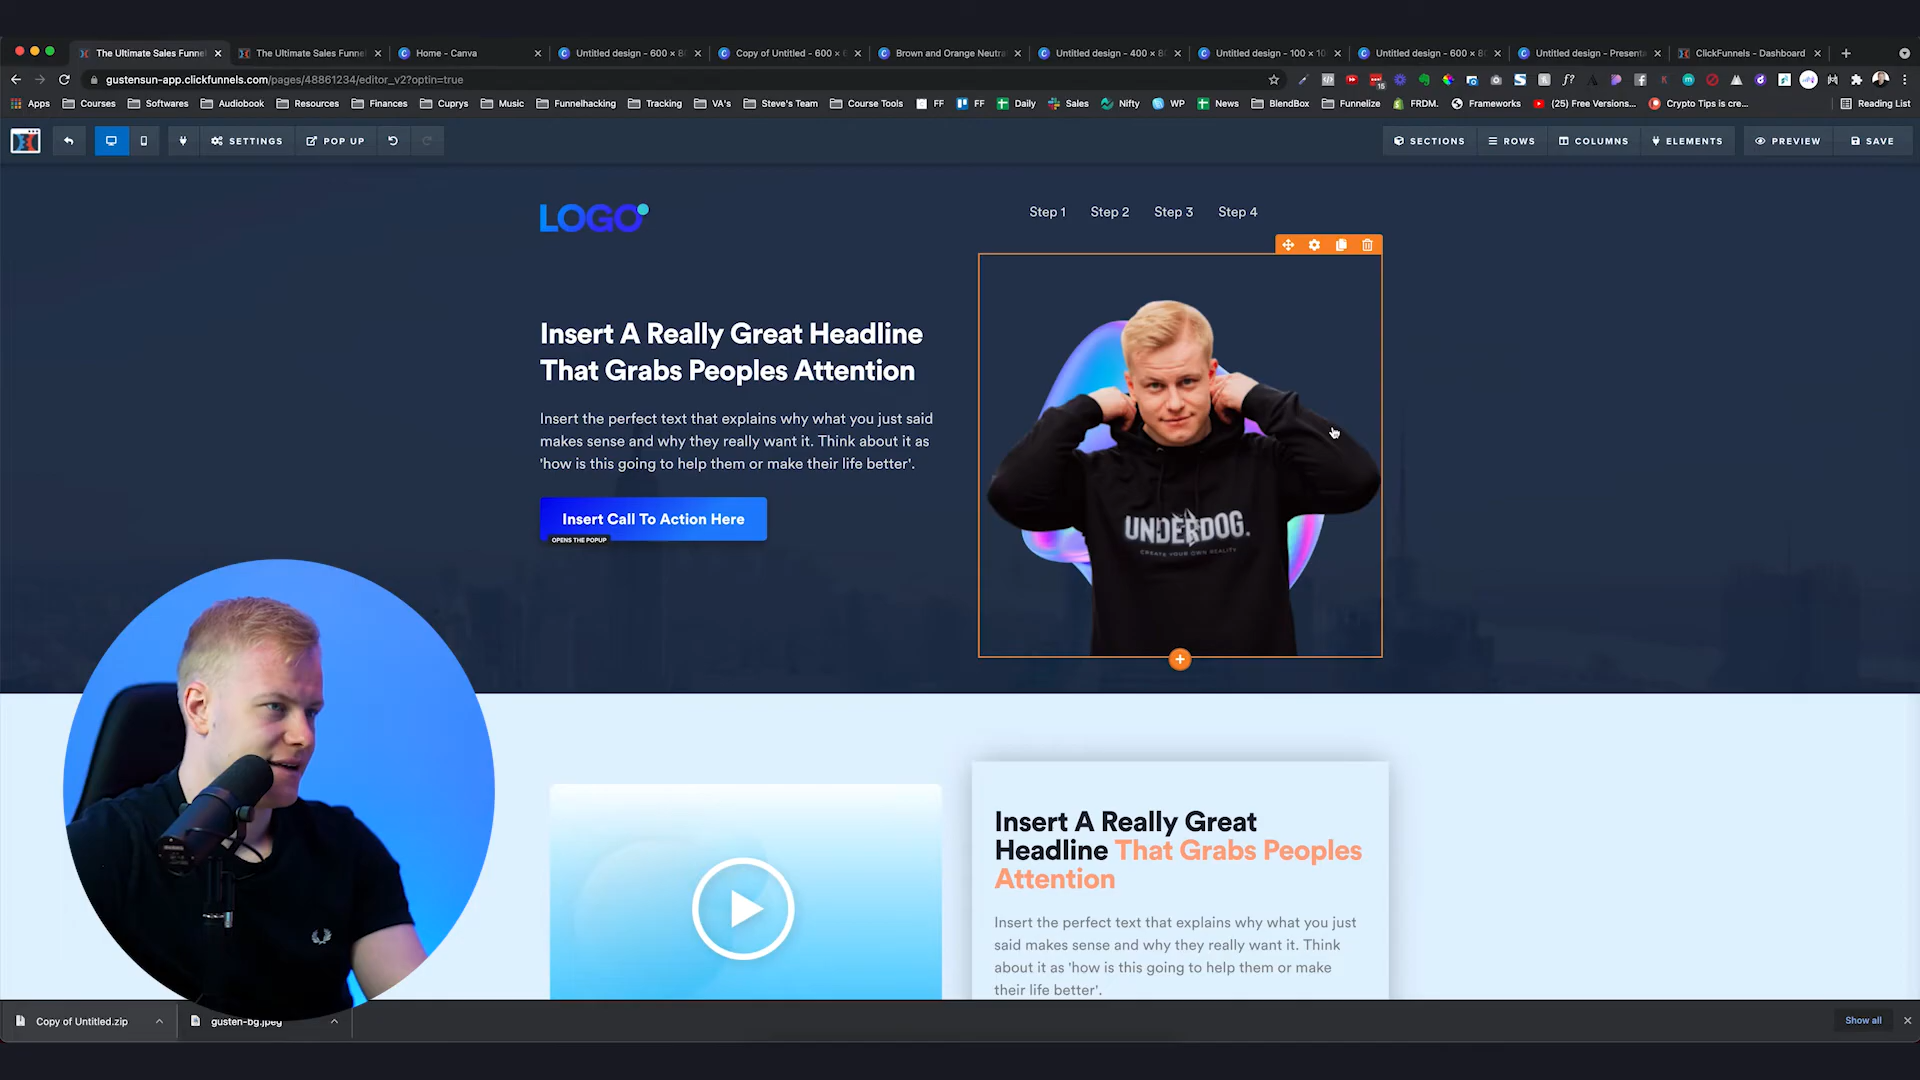 The Ultimate Sales Funne
The Ultimate Sales Funne
Home - Canva
Untitled design - 600 × 8
Copy of Untitled - 600 × 6
Brown and Orange Neutra
Untitled design - 400 × 8
Untitled design - 100 × 1
Untitled design - 600 × 8
Untitled design - Present
ClickFunnels - Dashboard
gustensun-app.clickfunnels.com/pages/48861234/editor_v2?optin=true
Apps
Courses
Softwares
Audiobook
Resources
Finances
Cuprys
Music
Funnelhacking
Tracking
VA's
Steve's Team
Course Tools
FF
FF
Daily
Sales
Nifty
WP
News
BlendBox
Funnelize
FRDM.
Frameworks
(25) Free Versions...
Crypto Tips is cre...
Reading List
SETTINGS
POP UP
SECTIONS
ROWS
COLUMNS
ELEMENTS
PREVIEW
SAVE
LOGO
Step 1
Step 2
Step 3
Step 4
Insert A Really Great Headline
That Grabs Peoples Attention
Insert the perfect text that explains why what you just said
makes sense and why they really want it. Think about it as
'how is this going to help them or make their life better'.
Insert Call To Action Here
OPENS THE POPUP
UNDERDOG.
CREATE YOUR OWN REALITY
Insert A Really Great
Headline That Grabs Peoples
Attention
Insert the perfect text that explains why what you just
said makes sense and why they really want it. Think
about it as 'how is this going to help them or make
their life better'.
Copy of Untitled.zip
gusten-bg.jpeg
Show all